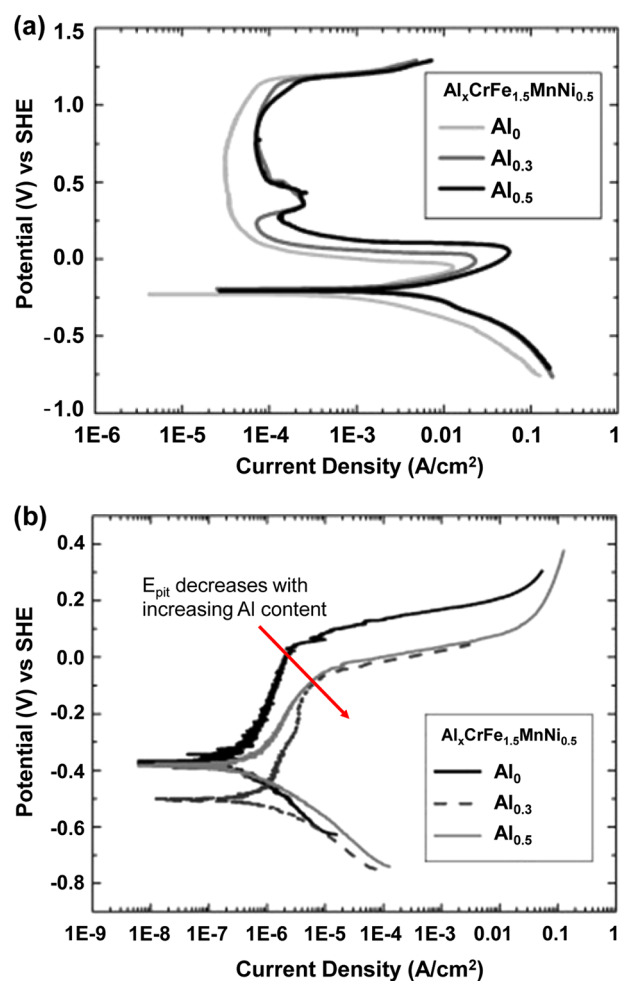 (a)
1.5
1.0
0.5
0.0
-0.5
-1.0
Potential (V) vs SHE
AlxCrFe1.5MnNi0.5
Al0
Al0.3
Al0.5
1E-6 1E-5 1E-4 1E-3 0.01 0.1 1
Current Density (A/cm2)
(b)
0.4
0.2
0.0
-0.2
-0.4
-0.6
-0.8
Potential (V) vs SHE
Epit decreases with
increasing Al content
AlxCrFe1.5MnNi0.5
Al0
Al0.3
Al0.5
1E-9 1E-8 1E-7 1E-6 1E-5 1E-4 1E-3 0.01 0.1 1
Current Density (A/cm2)